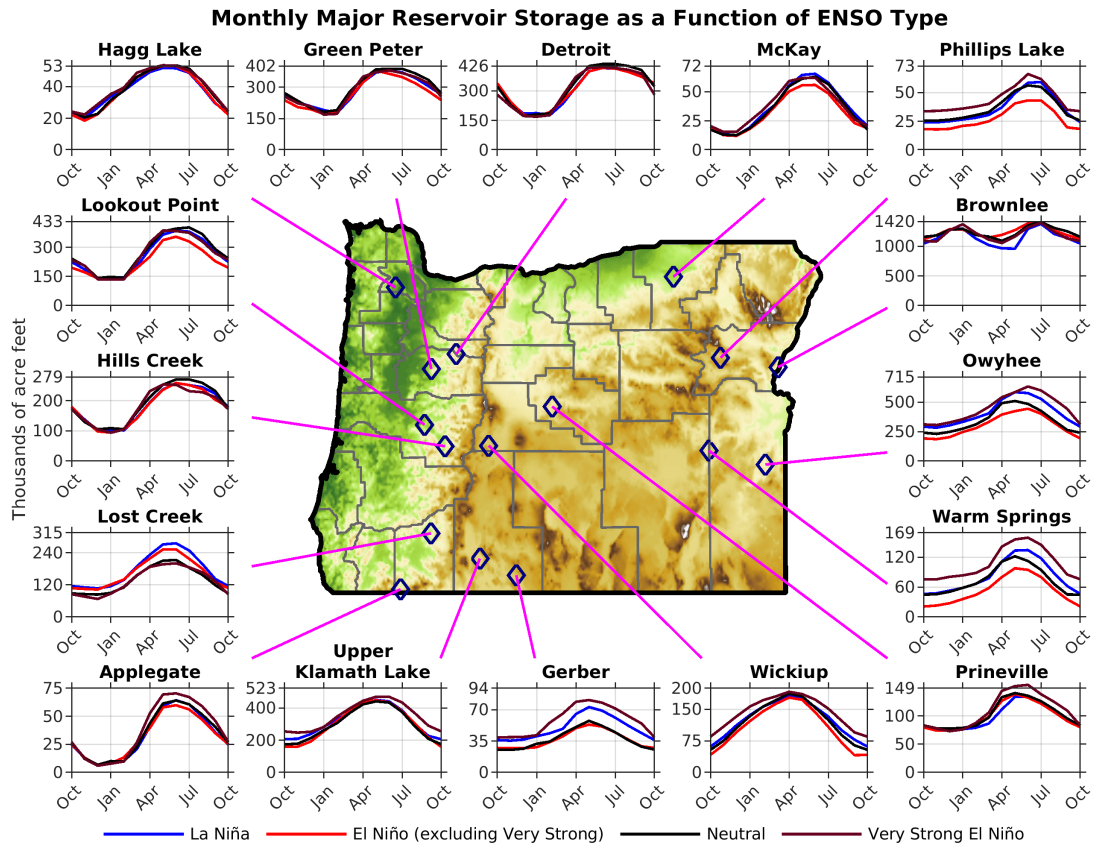 Monthly Major Reservoir Storage as a Function of ENSO Type
Hagg Lake
53
40
20
0
Oct Jan Apr Jul Oct
Green Peter
402
300
150
0
Oct Jan Apr Jul Oct
Detroit
426
300
150
0
Oct Jan Apr Jul Oct
McKay
72
50
25
0
Oct Jan Apr Jul Oct
Phillips Lake
73
50
25
0
Oct Jan Apr Jul Oct
Lookout Point
433
300
150
0
Oct Jan Apr Jul Oct
Brownlee
1420
1000
500
0
Oct Jan Apr Jul Oct
Thousands of acre feet
Hills Creek
279
200
100
0
Oct Jan Apr Jul Oct
Owyhee
715
500
250
0
Oct Jan Apr Jul Oct
Lost Creek
315
240
120
0
Oct Jan Apr Jul Oct
Warm Springs
169
120
60
0
Oct Jan Apr Jul Oct
Applegate
75
50
25
0
Oct Jan Apr Jul Oct
Upper
Klamath Lake
523
400
200
0
Oct Jan Apr Jul Oct
Gerber
94
70
35
0
Oct Jan Apr Jul Oct
Wickiup
200
150
75
0
Oct Jan Apr Jul Oct
Prineville
149
100
50
0
Oct Jan Apr Jul Oct
La Niña El Niño (excluding Very Strong) Neutral Very Strong El Niño